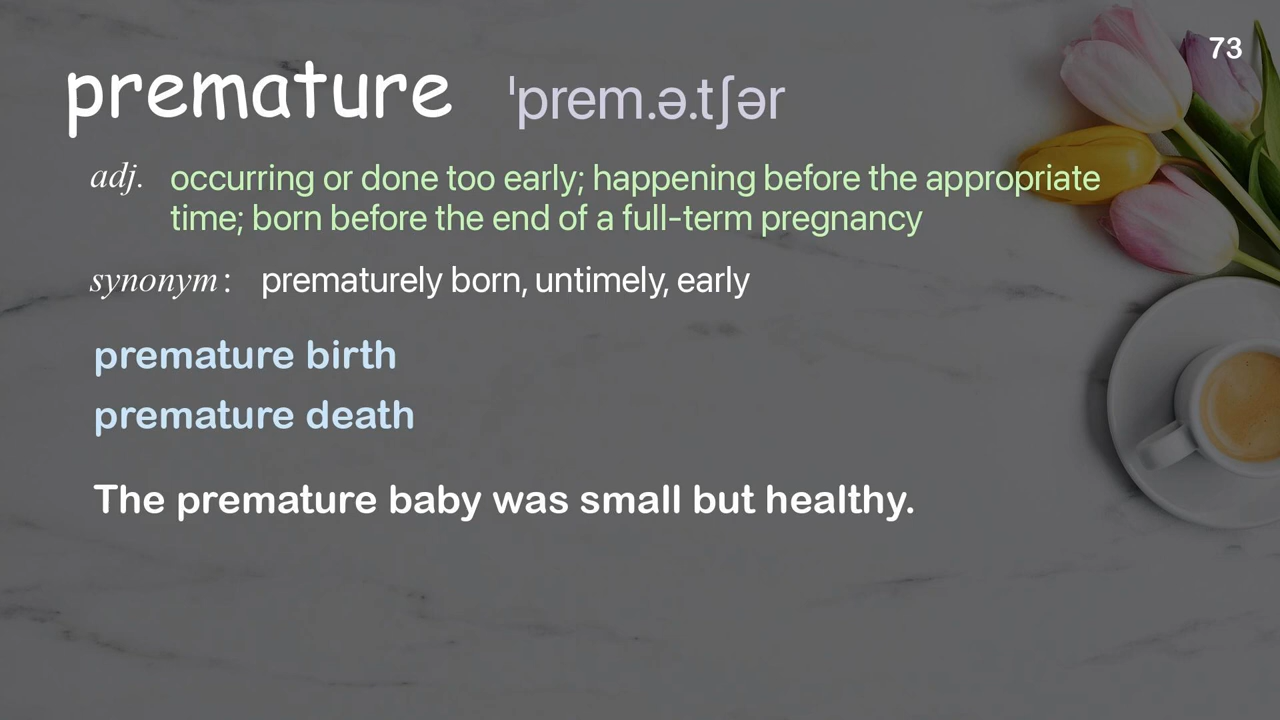 73
premature ˈprem.ə.tʃər
adj. occurring or done too early; happening before the appropriate
time; born before the end of a full-term pregnancy
synonym: prematurely born, untimely, early
premature birth
premature death
The premature baby was small but healthy.